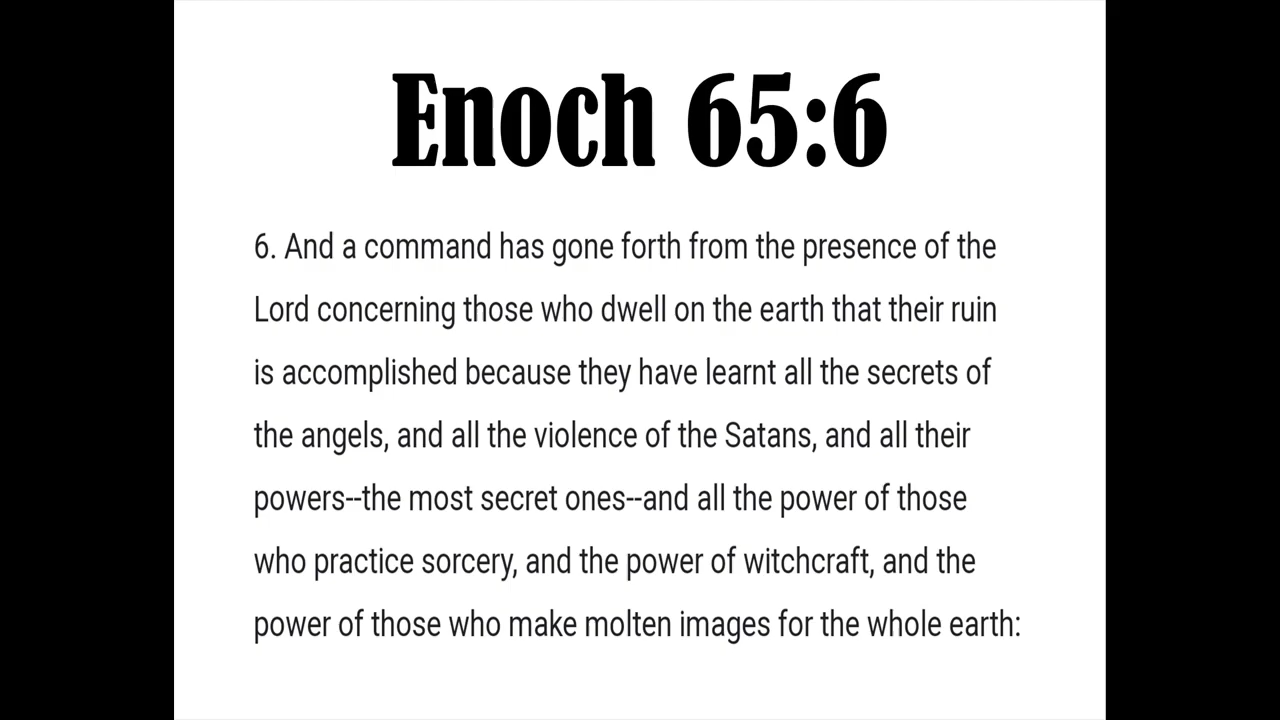 Enoch 65:6
6. And a command has gone forth from the presence of the
Lord concerning those who dwell on the earth that their ruin
is accomplished because they have learnt all the secrets of
the angels, and all the violence of the Satans, and all their
powers--the most secret ones--and all the power of those
who practice sorcery, and the power of witchcraft, and the
power of those who make molten images for the whole earth: